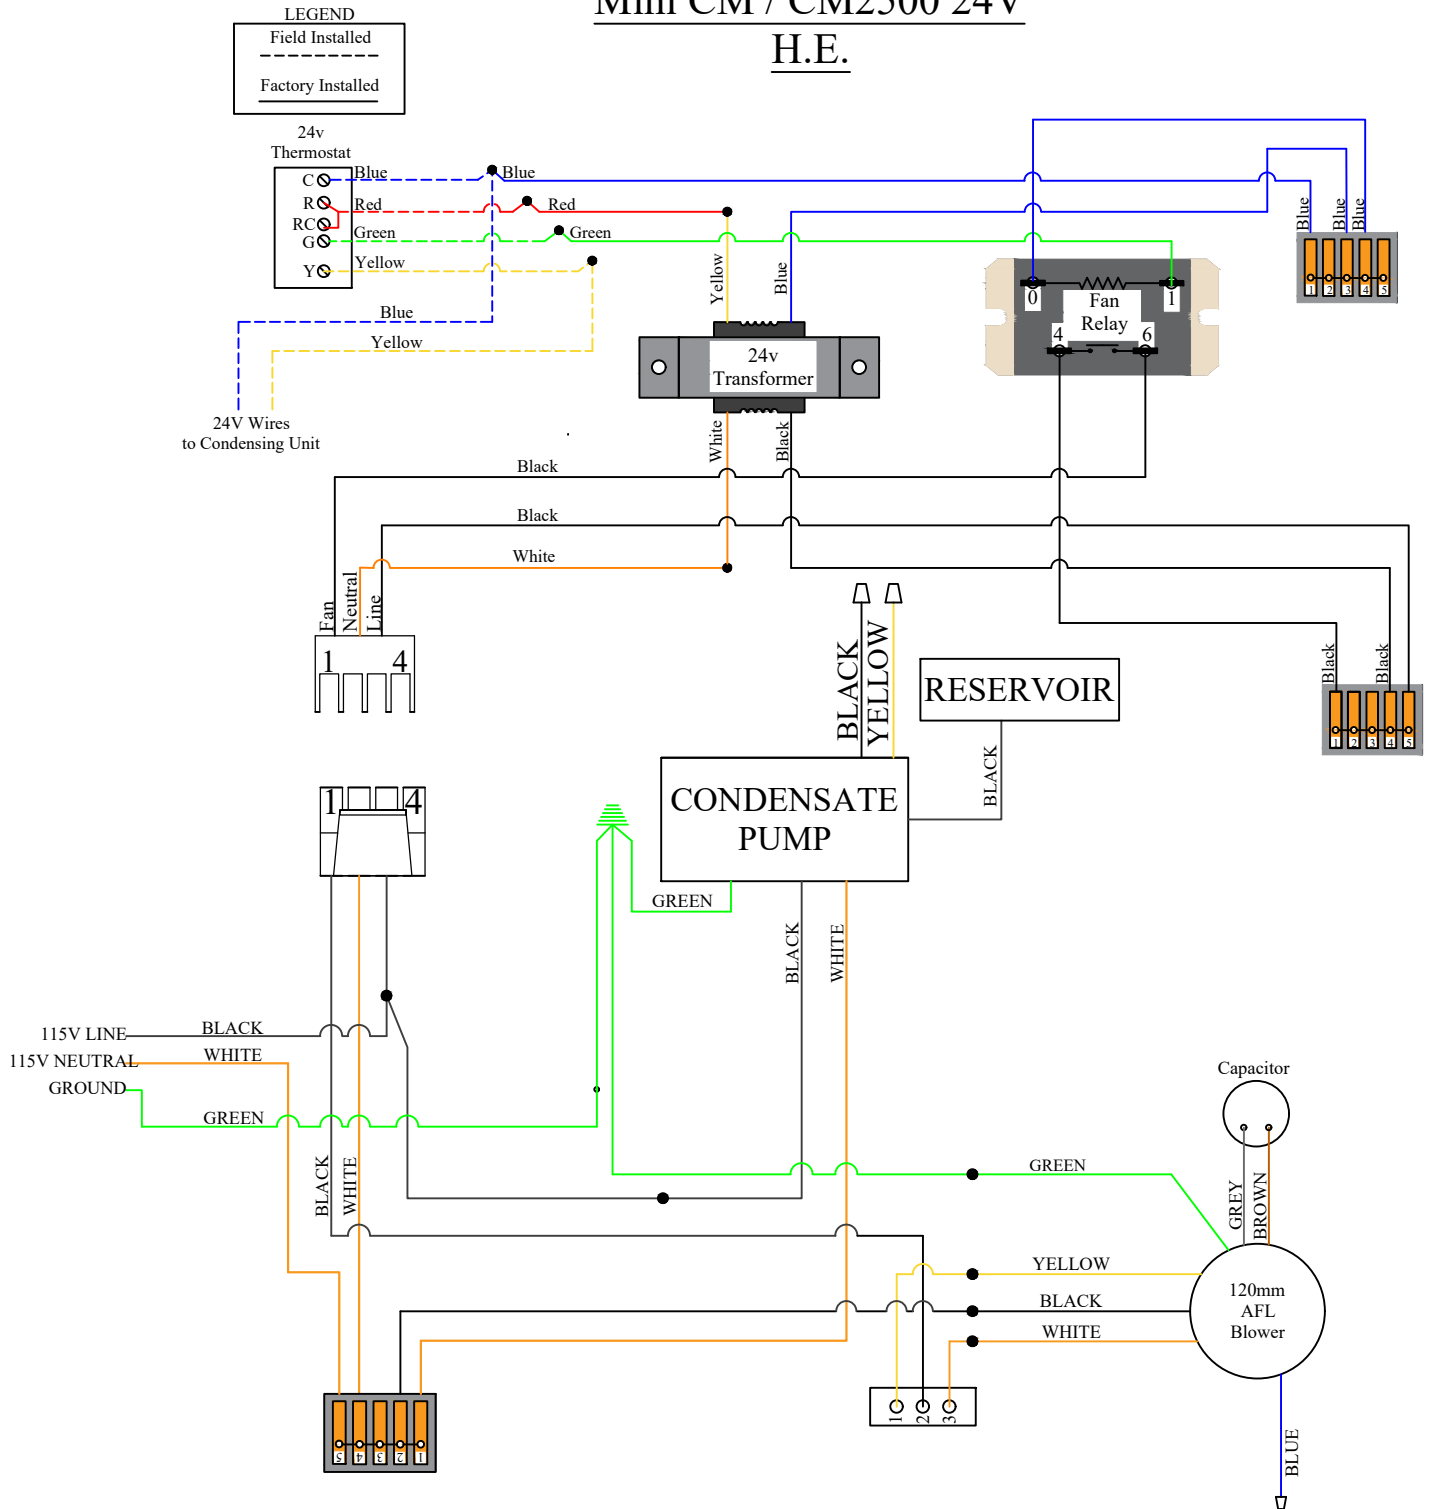 Mini CM / CM2500 24V
H.E.
LEGEND
Field Installed
Factory Installed
24v
Thermostat
C
R
RC
G
Y
Blue
Red
Green
Yellow
Blue
Red
Green
Blue
Yellow
24V Wires
to Condensing Unit
Yellow
Blue
24v
Transformer
White
Black
0
1
Fan
Relay
4
6
Blue
Blue
Blue
1 2 3 4 5
Black
Black
White
Fan
Neutral
Line
1 4
BLACK
YELLOW
RESERVOIR
BLACK
CONDENSATE
PUMP
Black
Black
1 2 3 4 5
1 4
GREEN
BLACK
WHITE
115V LINE
BLACK
115V NEUTRAL
WHITE
GROUND
GREEN
BLACK
WHITE
Capacitor
GREY
BROWN
GREEN
YELLOW
BLACK
WHITE
120mm
AFL
Blower
BLUE
1 2 3
5 4 3 2 1